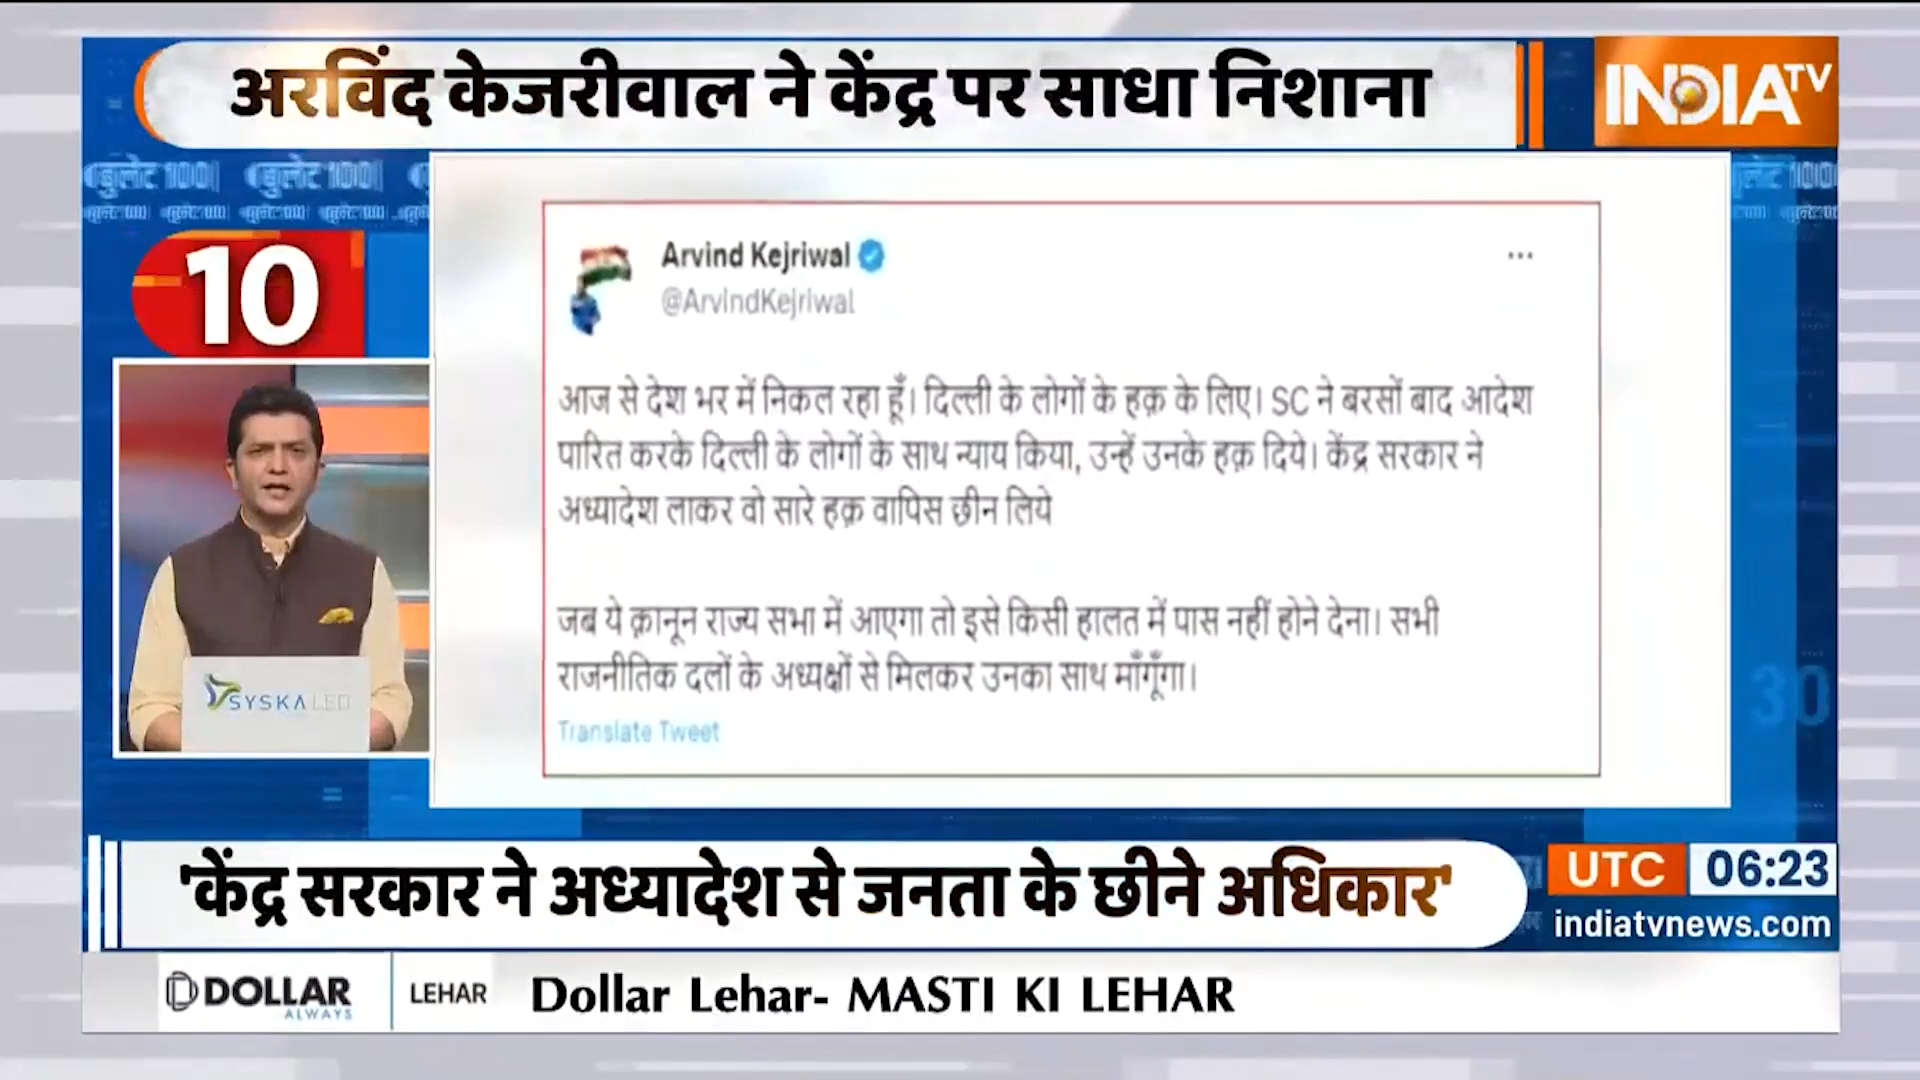 अरविंद केजरीवाल ने केंद्र पर साधा निशाना
INDIA TV
बुलेट 100
बुलेट 100
10
Arvind Kejriwal
@ArvindKejriwal
आज से देश भर में निकल रहा हूँ। दिल्ली के लोगों के हक़ के लिए। SC ने बरसों बाद आदेश
पारित करके दिल्ली के लोगों के साथ न्याय किया, उन्हें उनके हक़ दिये। केंद्र सरकार ने
अध्यादेश लाकर वो सारे हक़ वापिस छीन लिये
जब ये क़ानून राज्य सभा में आएगा तो इसे किसी हालत में पास नहीं होने देना। सभी
राजनीतिक दलों के अध्यक्षों से मिलकर उनका साथ माँगूँगा।
Translate Tweet
SYSKA LED
30
'केंद्र सरकार ने अध्यादेश से जनता के छीने अधिकार'
UTC 06:23
indiatvnews.com
DOLLAR
ALWAYS
LEHAR
Dollar Lehar- MASTI KI LEHAR